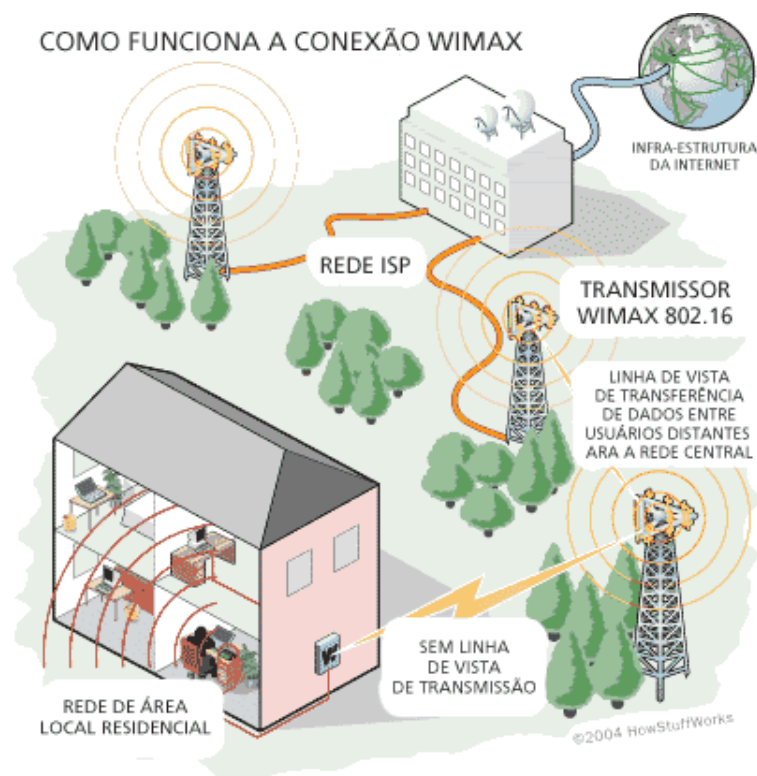 COMO FUNCIONA A CONEXÃO WIMAX
INFRA-ESTRUTURA
DA INTERNET
REDE ISP
TRANSMISSOR
WIMAX 802.16
LINHA DE VISTA
DE TRANSFERÊNCIA
DE DADOS ENTRE
USUÁRIOS DISTANTES
ARA A REDE CENTRAL
SEM LINHA
DE VISTA
DE TRANSMISSÃO
REDE DE ÁREA
LOCAL RESIDENCIAL
©2004 HowStuffWorks